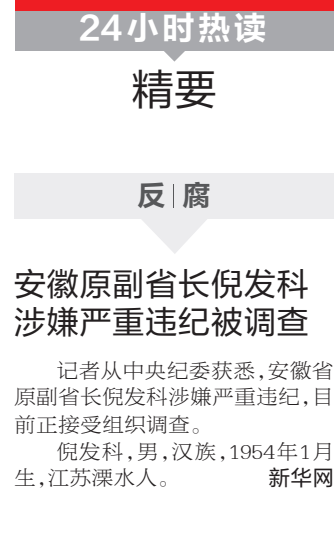 24小时热读
精要
反|腐
安徽原副省长倪发科
涉嫌严重违纪被调查
记者从中央纪委获悉,安徽省
原副省长倪发科涉嫌严重违纪,目
前正接受组织调查。
倪发科,男,汉族,1954年1月
生,江苏溧水人。 新华网